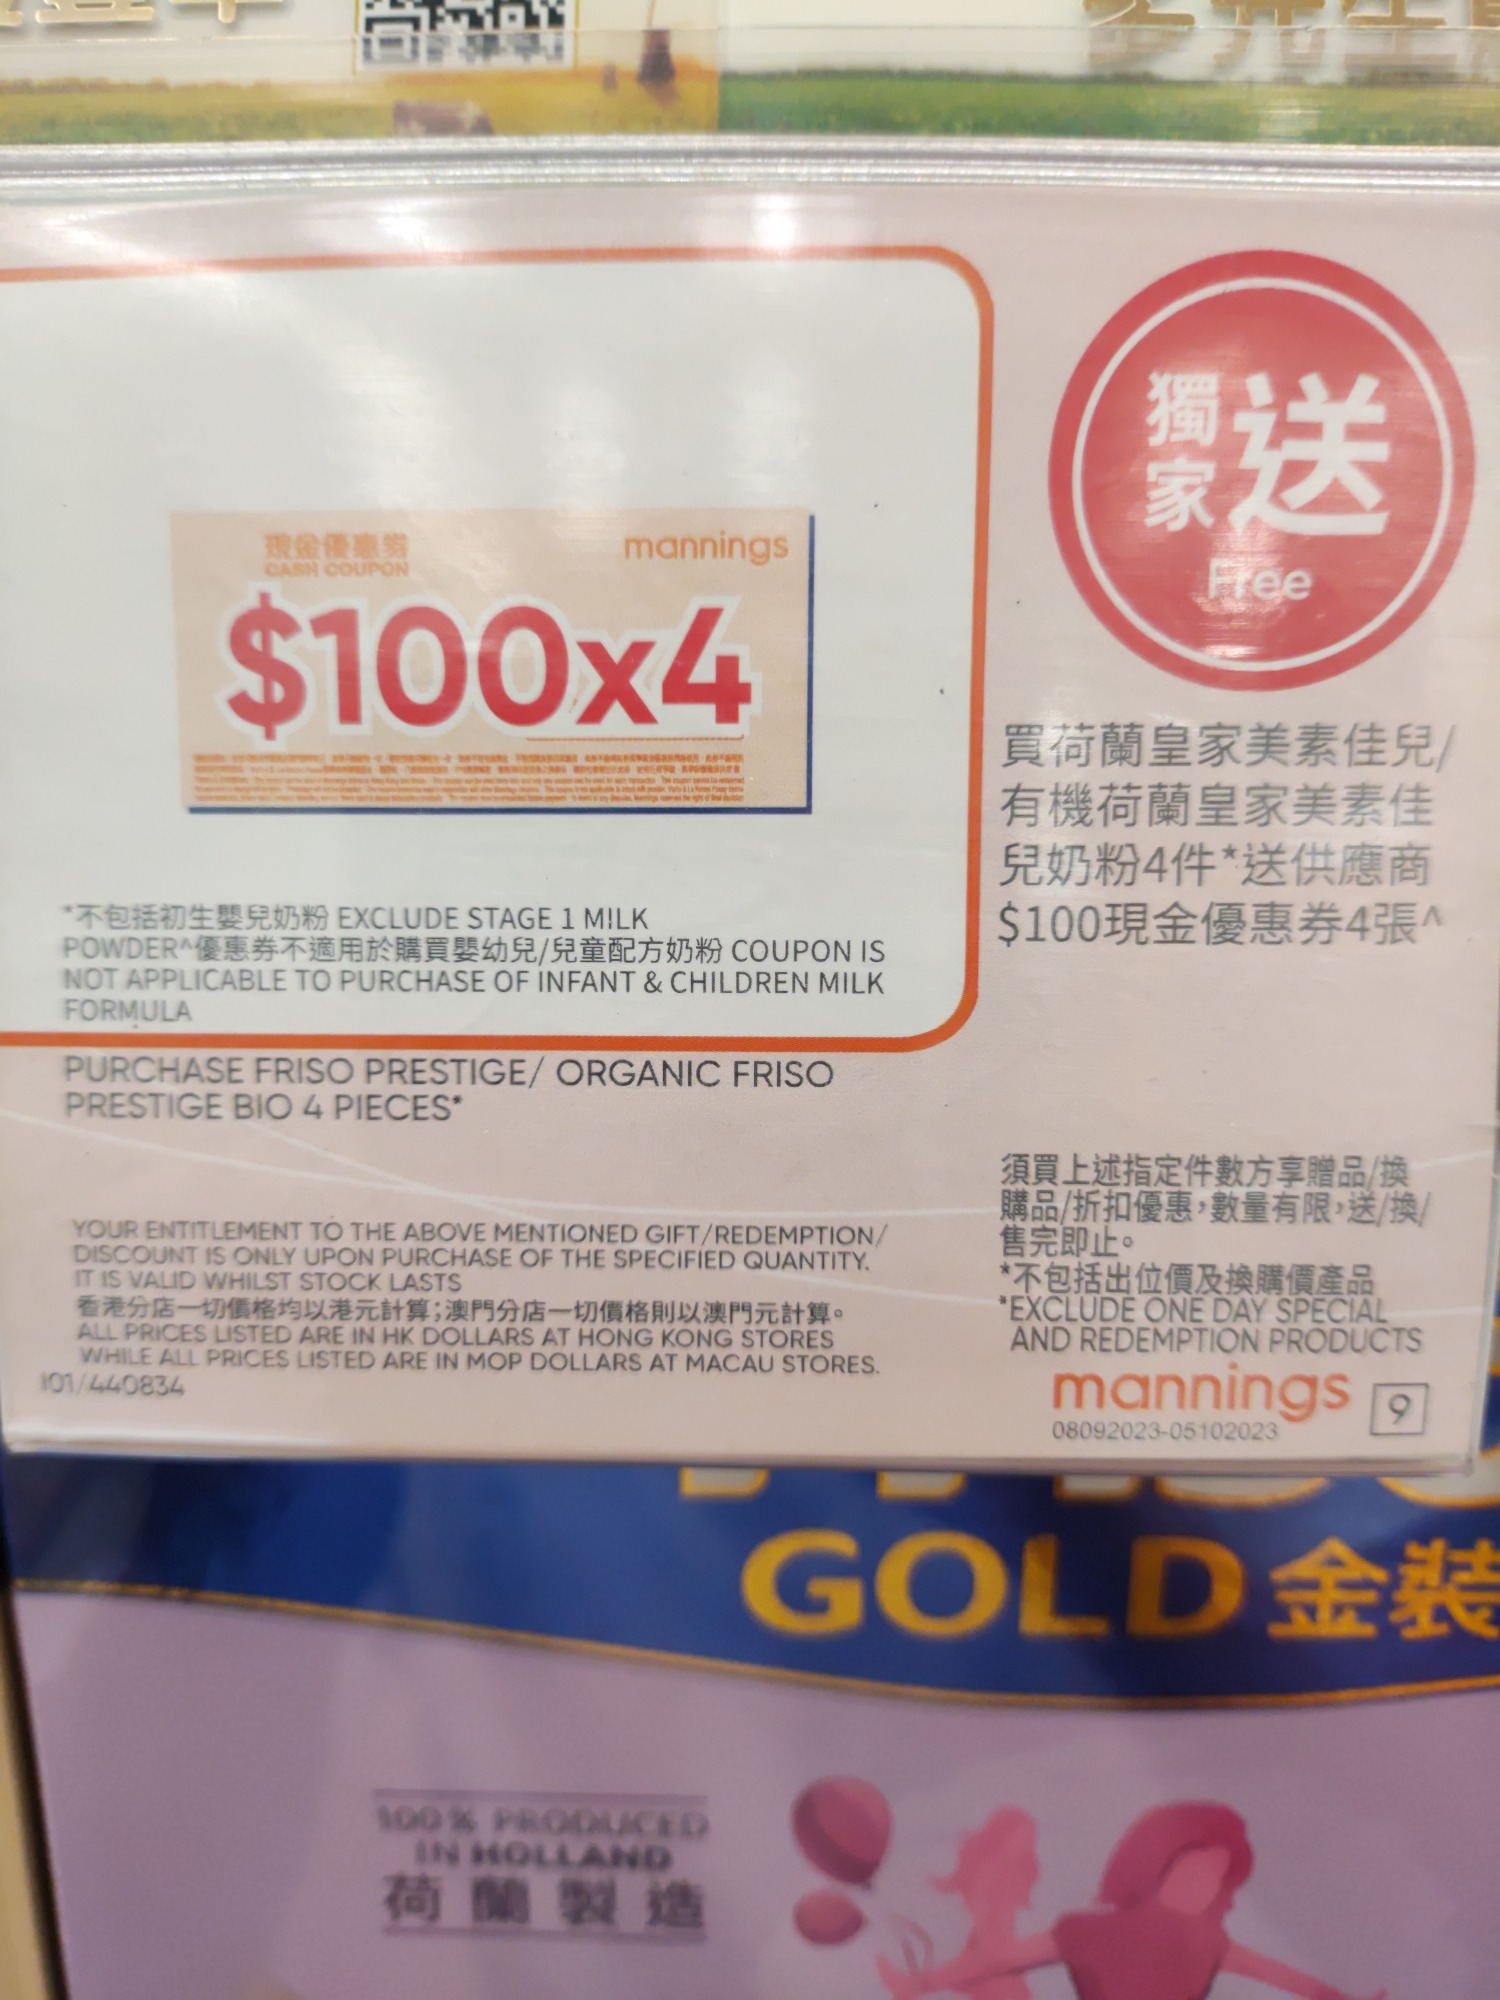 獨家送
Free
現金優惠券
CASH COUPON
mannings
$100x4
買荷蘭皇家美素佳兒/
有機荷蘭皇家美素佳
兒奶粉4件*送供應商
$100現金優惠券4張^
*不包括初生嬰兒奶粉 EXCLUDE STAGE 1 MILK
POWDER^優惠券不適用於購買嬰幼兒/兒童配方奶粉 COUPON IS
NOT APPLICABLE TO PURCHASE OF INFANT & CHILDREN MILK
FORMULA
PURCHASE FRISO PRESTIGE/ ORGANIC FRISO
PRESTIGE BIO 4 PIECES*
YOUR ENTITLEMENT TO THE ABOVE MENTIONED GIFT/REDEMPTION/
DISCOUNT IS ONLY UPON PURCHASE OF THE SPECIFIED QUANTITY.
IT IS VALID WHILST STOCK LASTS
香港分店一切價格均以港元計算;澳門分店一切價格則以澳門元計算。
ALL PRICES LISTED ARE IN HK DOLLARS AT HONG KONG STORES
WHILE ALL PRICES LISTED ARE IN MOP DOLLARS AT MACAU STORES.
101/440834
須買上述指定件數方享贈品/換
購品/折扣優惠,數量有限,送/換/
售完即止。
*不包括出位價及換購價產品
*EXCLUDE ONE DAY SPECIAL
AND REDEMPTION PRODUCTS
mannings 9
08092023-05102023
GOLD 金裝
100% PRODUCED
IN HOLLAND
荷蘭製造